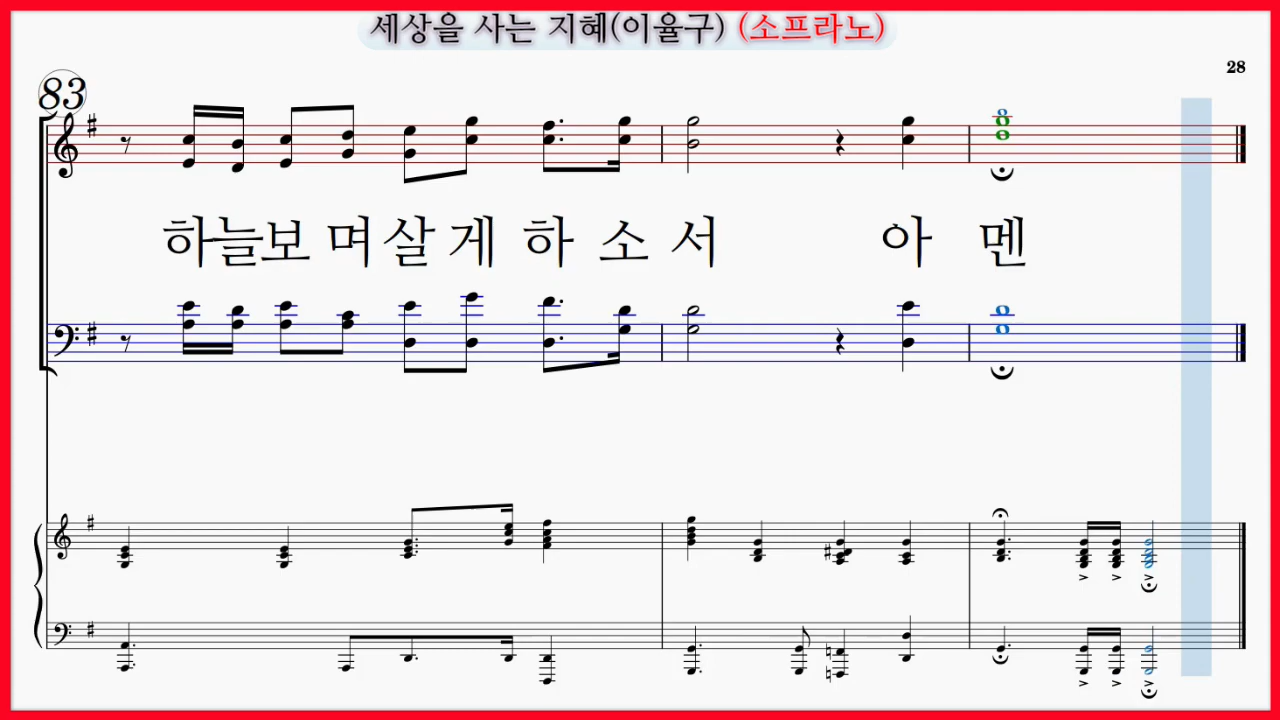 세상을 사는 지혜(이율구) (소프라노)
28
83
하늘보 며 살 게 하 소 서 아 멘